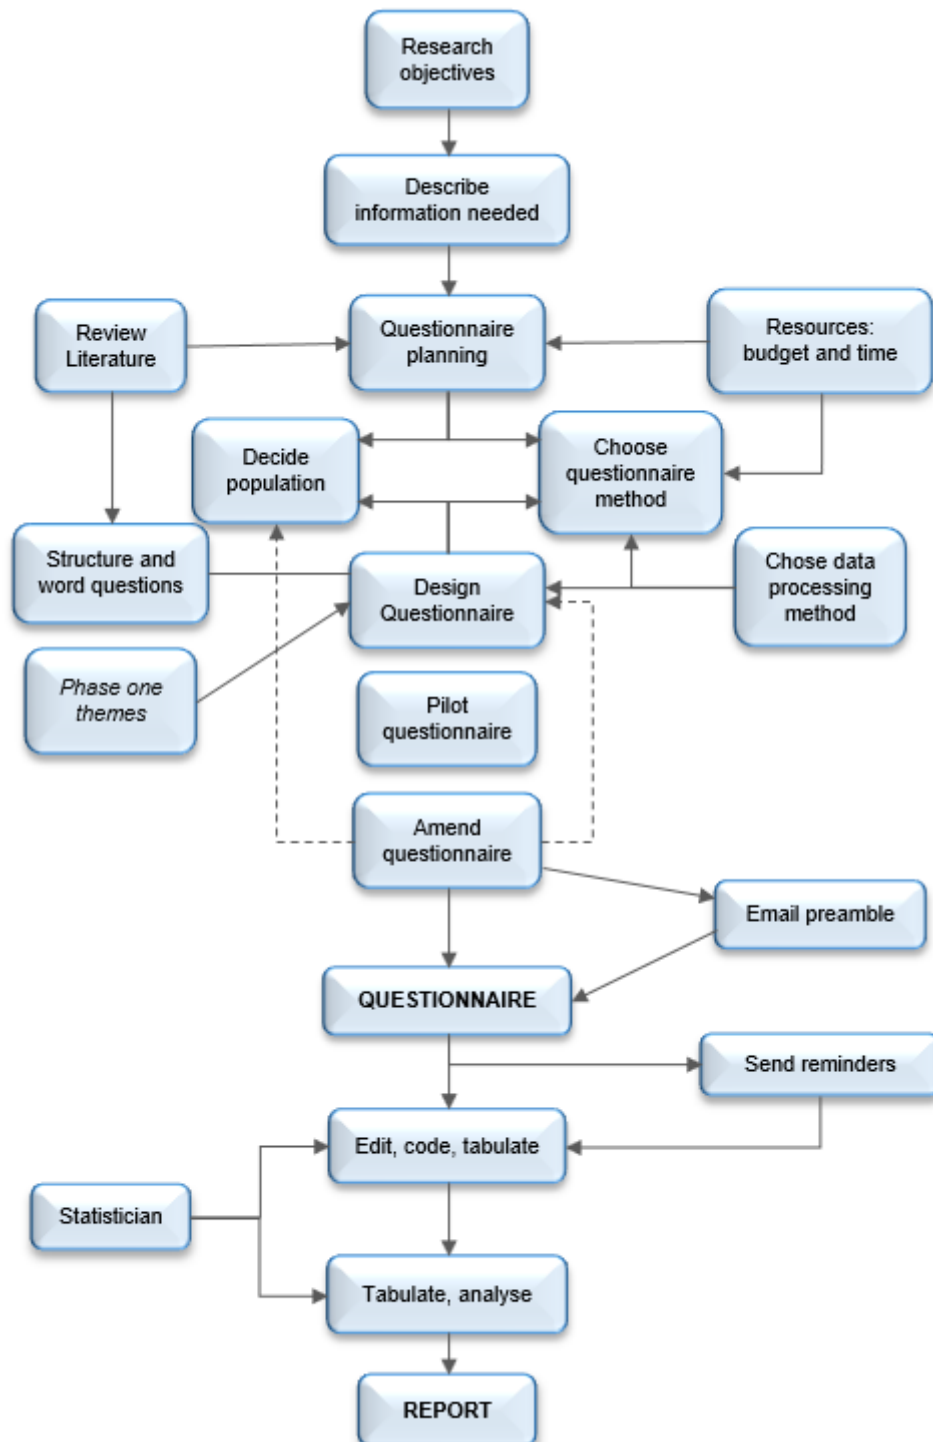 Research
objectives
Describe
information needed
Review
Literature
Questionnaire
planning
Resources:
budget and time
Decide
population
Choose
questionnaire
method
Structure and
word questions
Design
Questionnaire
Chose data
processing
method
Phase one
themes
Pilot
questionnaire
Amend
questionnaire
Email preamble
QUESTIONNAIRE
Send reminders
Edit, code, tabulate
Statistician
Tabulate, analyse
REPORT